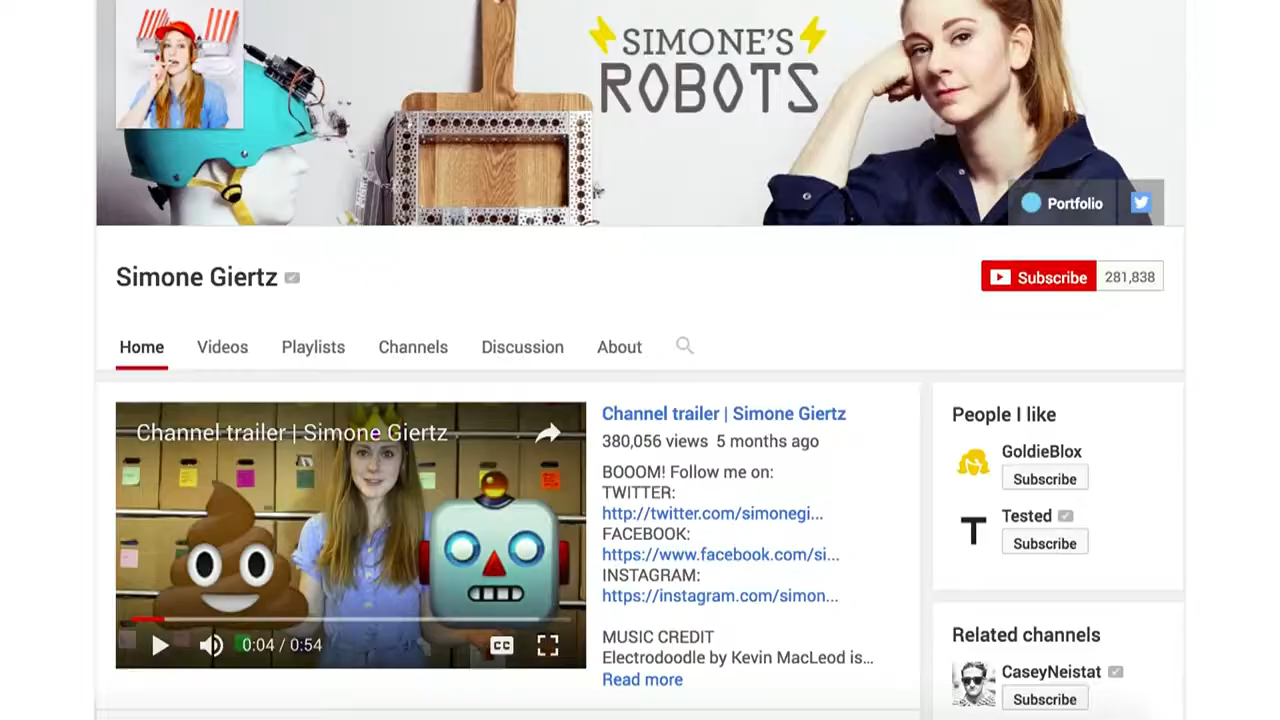 SIMONE'S
ROBOTS
Portfolio
Simone Giertz
Subscribe 281,838
Home Videos Playlists Channels Discussion About
Channel trailer | Simone Giertz
0:04 / 0:54 CC
Channel trailer | Simone Giertz
380,056 views 5 months ago
BOOOM! Follow me on:
TWITTER:
http://twitter.com/simonegi...
FACEBOOK:
https://www.facebook.com/si...
INSTAGRAM:
https://instagram.com/simon...
MUSIC CREDIT
Electrodoodle by Kevin MacLeod is...
Read more
People I like
GoldieBlox
Subscribe
T
Tested
Subscribe
Related channels
CaseyNeistat
Subscribe